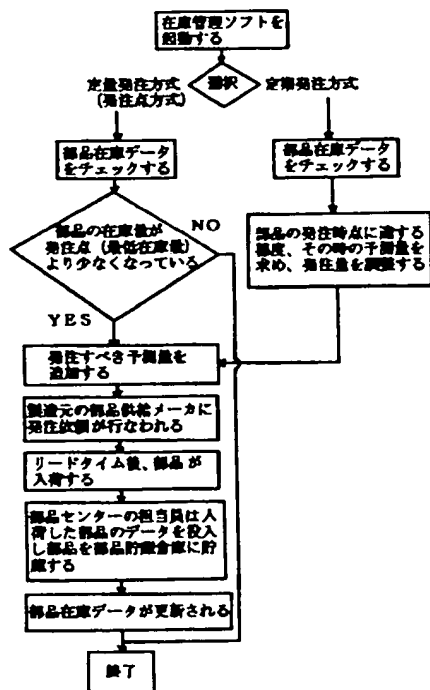 在庫管理ソフトを
起動する
選択
定量発注方式
(発注点方式)
定期発注方式
部品在庫データ
をチェックする
部品在庫データ
をチェックする
部品の在庫量が
発注点(最低在庫量)
より少なくなっている
NO
YES
部品の発注時点に達する
都度、その時の予測量を
求め、発注量を調整する
発注すべき予測量を
追加する
製造元の部品供給メーカに
発注依頼が行なわれる
リードタイム後、部品が
入荷する
部品センターの担当員は入
荷した部品のデータを投入
し部品を部品貯蔵倉庫に貯
蔵する
部品在庫データが更新される
終了